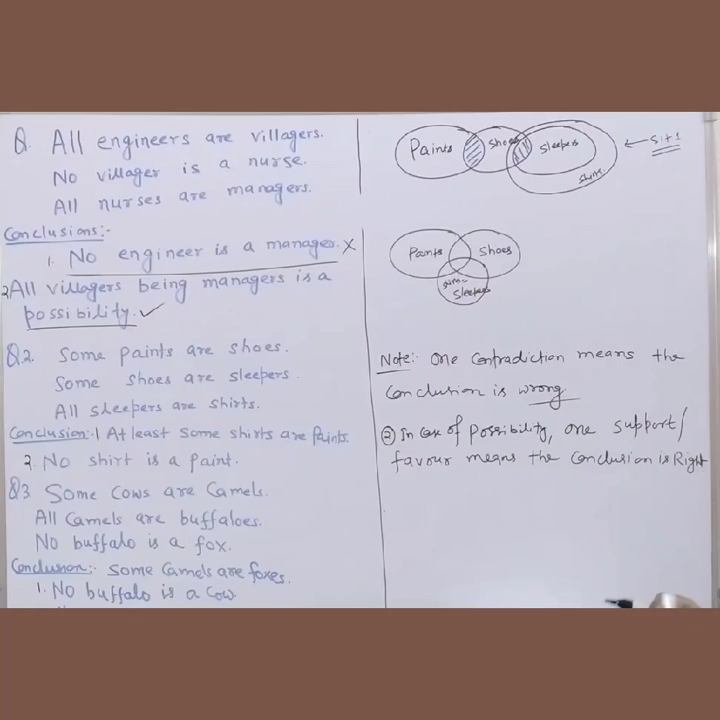 Q. All engineers are villagers.
No villager is a nurse.
All nurses are managers.
Conclusions:-
1. No engineer is a manager. X
2. All villagers being managers is a
possibility. ✓
Q2. Some paints are shoes.
Some shoes are sleepers.
All sleepers are shirts.
Conclusion:- 1 At least some shirts are paints.
2. No shirt is a paint.
Q3 Some Cows are Camels.
All Camels are buffaloes.
No buffalo is a fox.
Conclusion:- Some Camels are foxes.
1. No buffalo is a Cow.
Paints Shoes Sleepers
Sit 1
Paints Shoes
Sleepers
Note:- One Contradiction means the
Conclusion is wrong.
② In case of possibility, one support/
favour means the Conclusion is Right